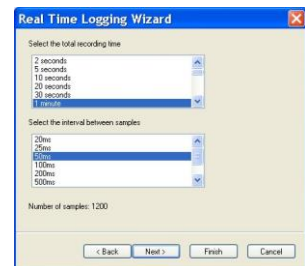 Real Time Logging Wizard
Select the total recording time
2 seconds
5 seconds
10 seconds
20 seconds
30 seconds
1 minute
Select the interval between samples
20ms
25ms
50ms
100ms
200ms
500ms
Number of samples: 1200
< Back
Next >
Finish
Cancel